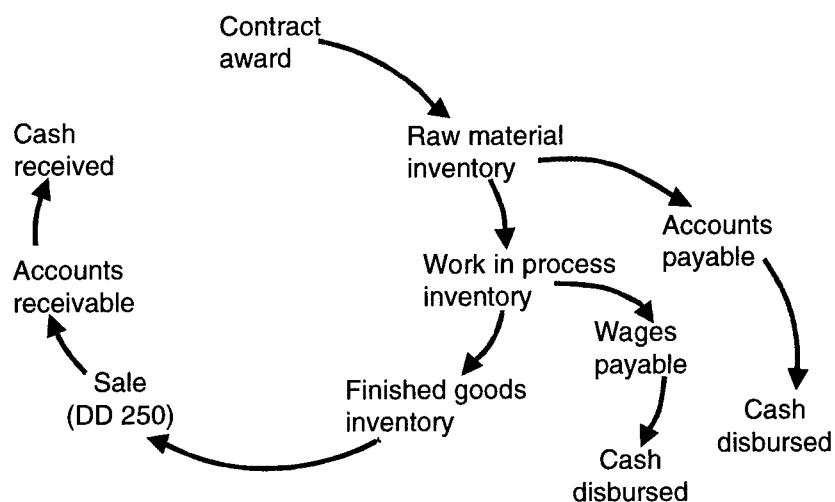 Contract
award
Cash
received
Raw material
inventory
Accounts
payable
Accounts
receivable
Work in process
inventory
Wages
payable
Sale
(DD 250)
Finished goods
inventory
Cash
disbursed
Cash
disbursed